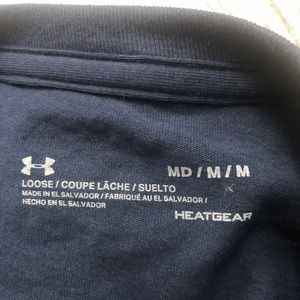 MD / M / M
LOOSE / COUPE LÂCHE / SUELTO
MADE IN EL SALVADOR / FABRIQUÉ AU EL SALVADOR /
HECHO EN EL SALVADOR
HEATGEAR